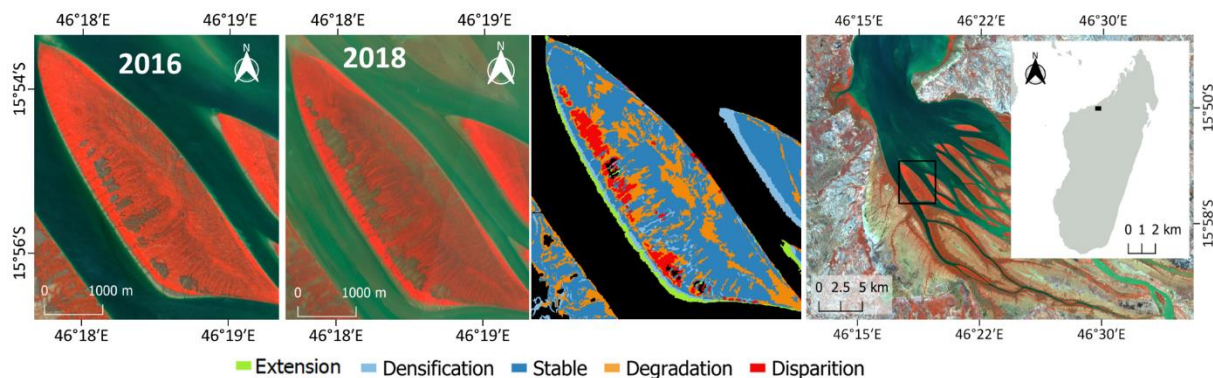 46°18′E 46°19′E 46°18′E 46°19′E 46°15′E 46°22′E 46°30′E
2016
N
2018
N
N
15°54′S
15°56′S
15°50′S
15°58′S
0 1000 m
0 1000 m
0 2.5 5 km
0 1 2 km
46°18′E 46°19′E 46°18′E 46°19′E 46°15′E 46°22′E 46°30′E
Extension Densification Stable Degradation Disparition